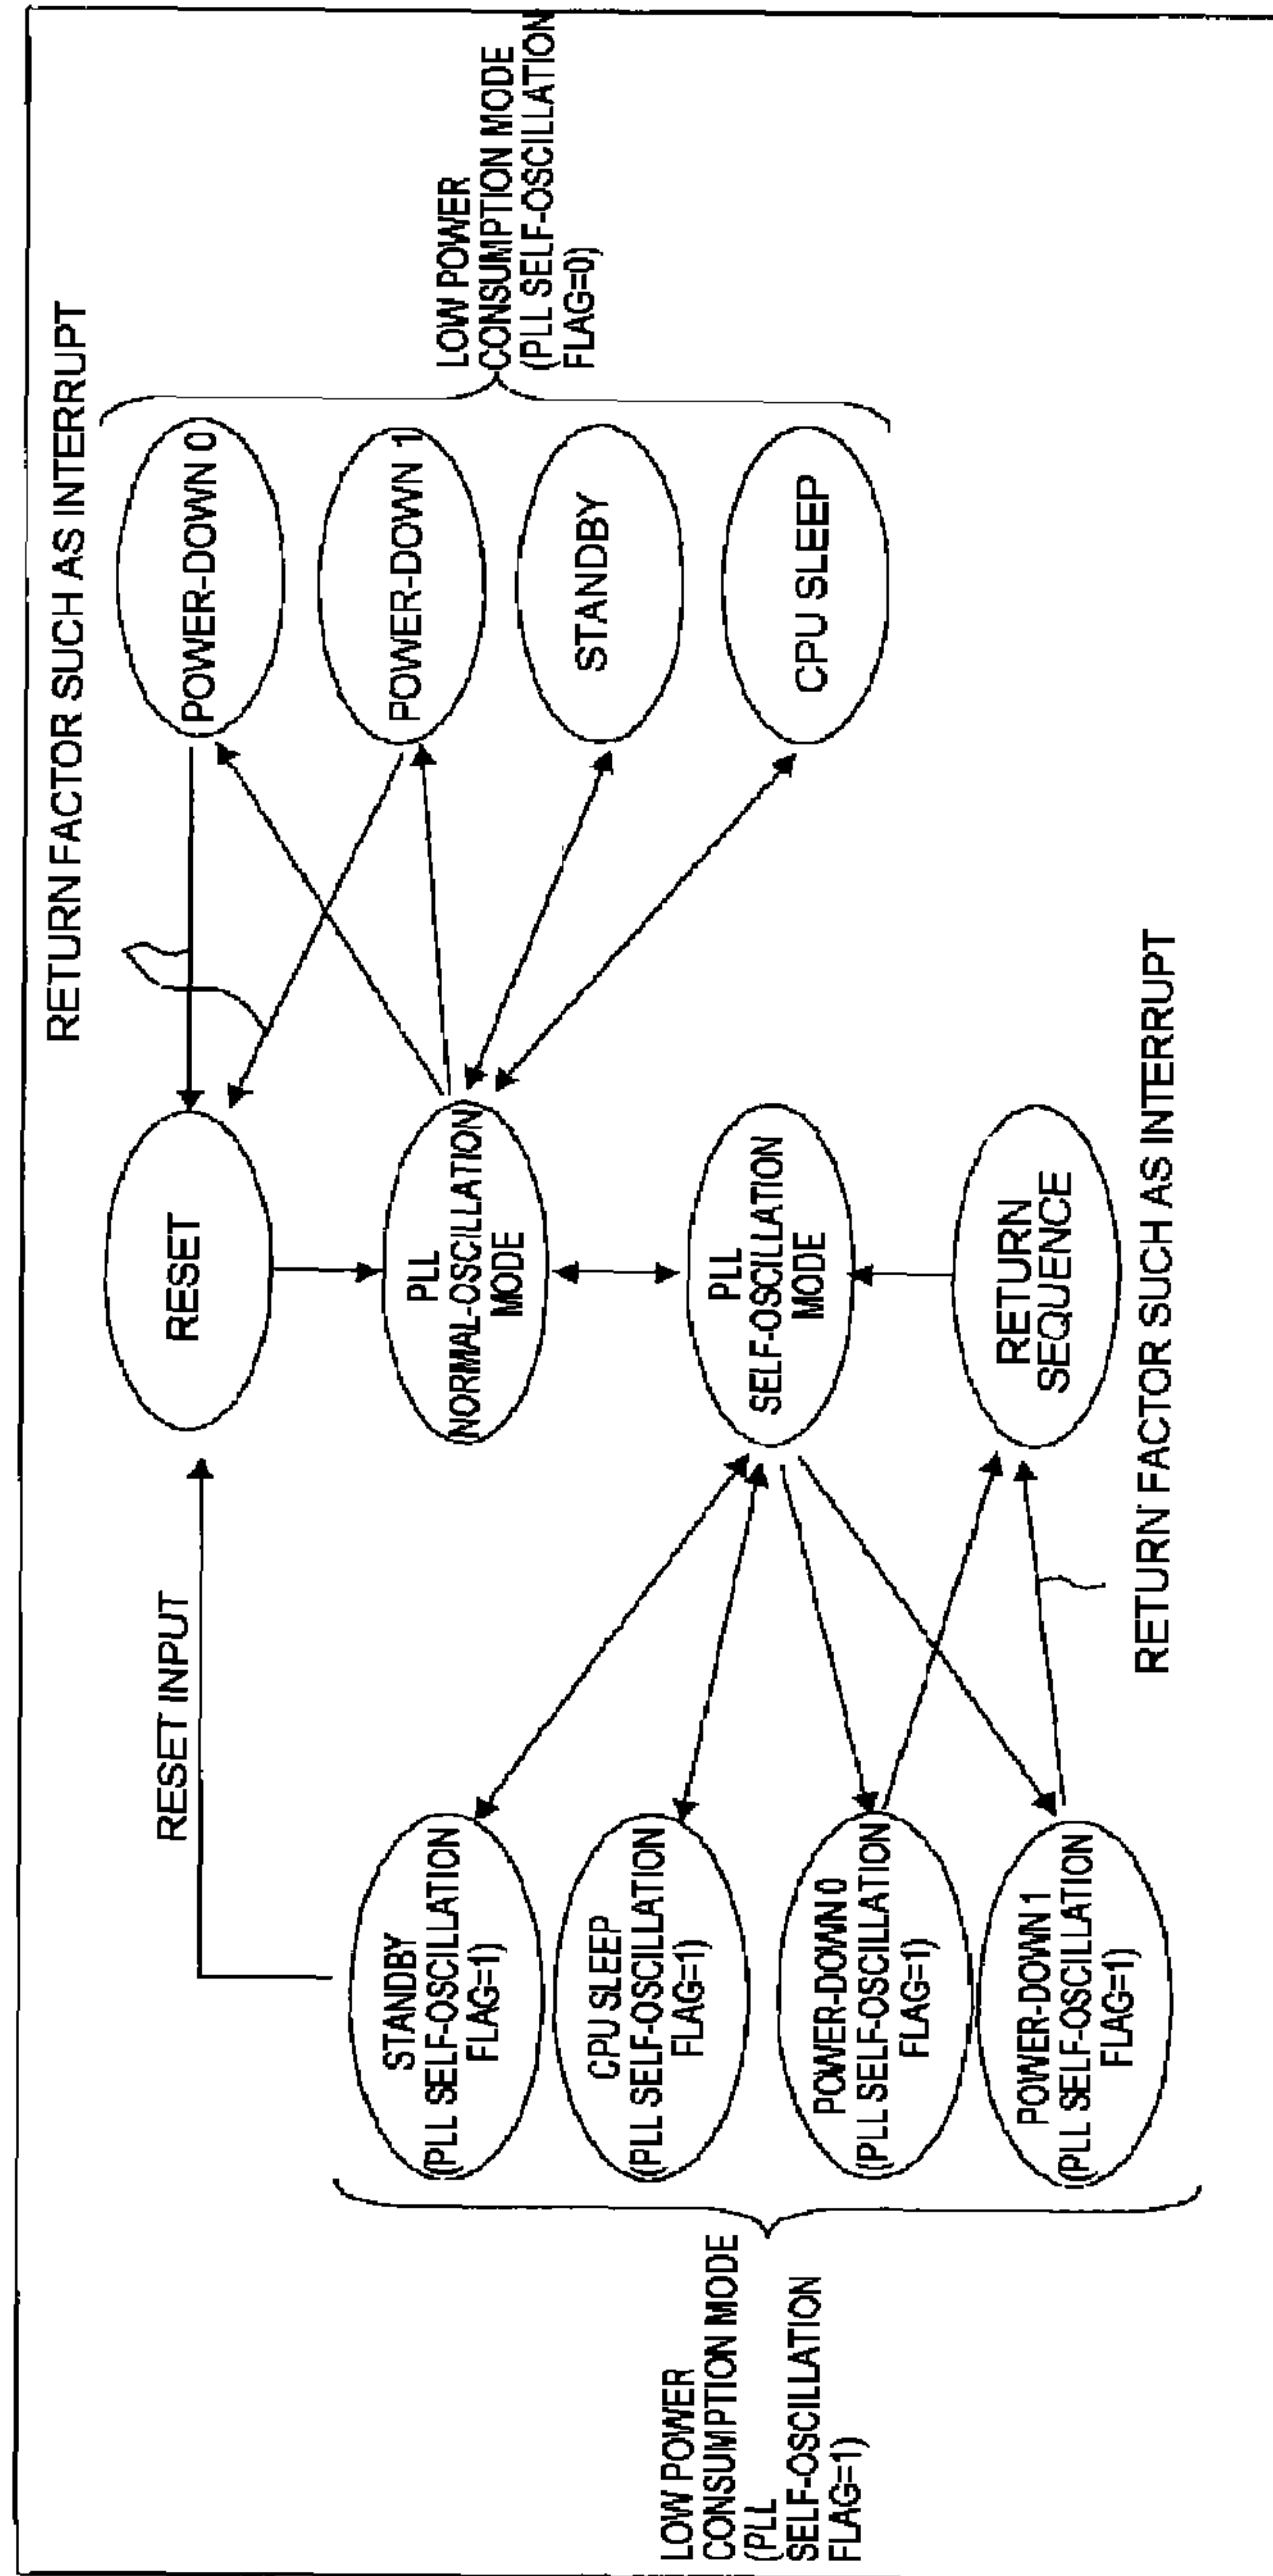 RETURN FACTOR SUCH AS INTERRUPT
RESET INPUT
RESET
POWER-DOWN 0
POWER-DOWN 1
STANDBY
CPU SLEEP
LOW POWER
CONSUMPTION MODE
(PLL SELF-OSCILLATION
FLAG=0)
PLL
(NORMAL-OSCILLATION)
MODE
PLL
SELF-OSCILLATION
MODE
RETURN
SEQUENCE
STANDBY
(PLL SELF-OSCILLATION
FLAG=1)
CPU SLEEP
(PLL SELF-OSCILLATION
FLAG=1)
POWER-DOWN 0
(PLL SELF-OSCILLATION
FLAG=1)
POWER-DOWN 1
(PLL SELF-OSCILLATION
FLAG=1)
LOW POWER
CONSUMPTION MODE
(PLL
SELF-OSCILLATION
FLAG=1)
RETURN FACTOR SUCH AS INTERRUPT